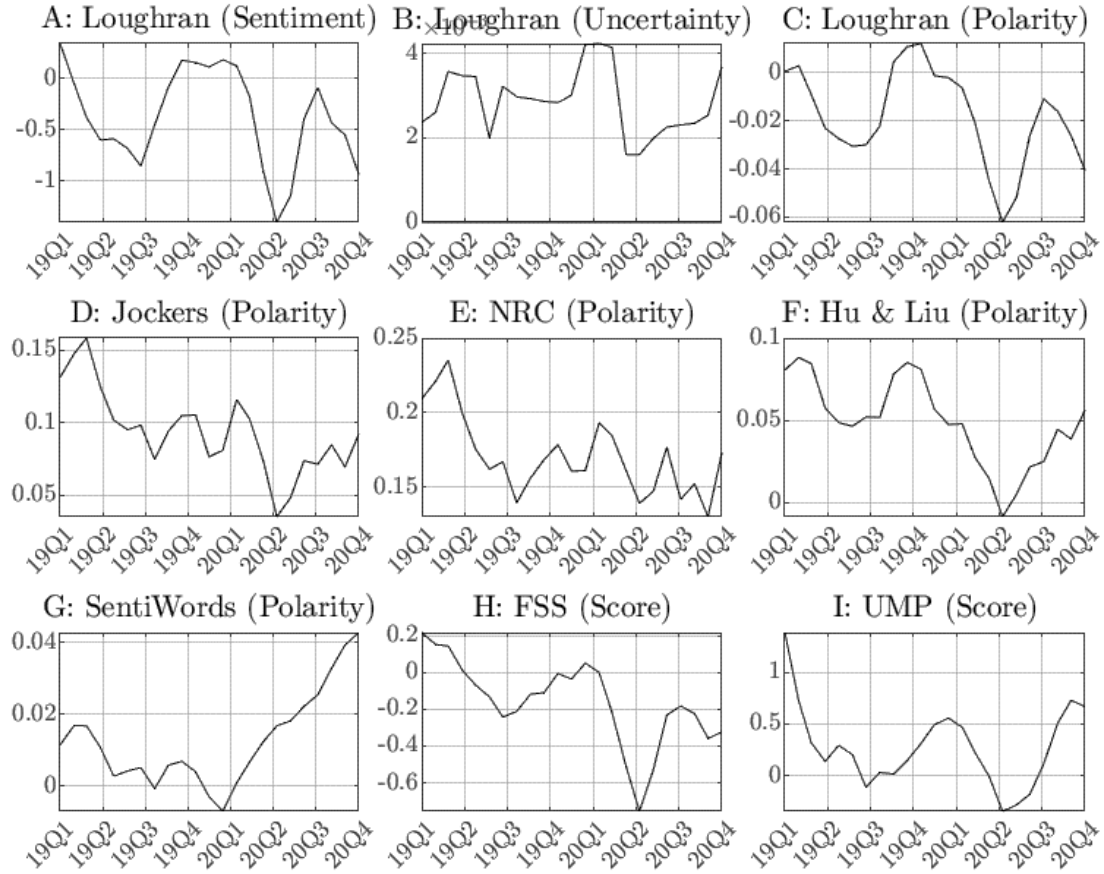 A: Loughran (Sentiment)
0
-0.5
-1
19Q1 19Q2 19Q3 19Q4 20Q1 20Q2 20Q3 20Q4
B: Loughran (Uncertainty)
4
2
0
19Q1 19Q2 19Q3 19Q4 20Q1 20Q2 20Q3 20Q4
C: Loughran (Polarity)
0
-0.02
-0.04
-0.06
19Q1 19Q2 19Q3 19Q4 20Q1 20Q2 20Q3 20Q4
D: Jockers (Polarity)
0.15
0.1
0.05
19Q1 19Q2 19Q3 19Q4 20Q1 20Q2 20Q3 20Q4
E: NRC (Polarity)
0.25
0.2
0.15
19Q1 19Q2 19Q3 19Q4 20Q1 20Q2 20Q3 20Q4
F: Hu & Liu (Polarity)
0.1
0.05
0
19Q1 19Q2 19Q3 19Q4 20Q1 20Q2 20Q3 20Q4
G: SentiWords (Polarity)
0.04
0.02
0
19Q1 19Q2 19Q3 19Q4 20Q1 20Q2 20Q3 20Q4
H: FSS (Score)
0.2
0
-0.2
-0.4
-0.6
19Q1 19Q2 19Q3 19Q4 20Q1 20Q2 20Q3 20Q4
I: UMP (Score)
1
0.5
0
19Q1 19Q2 19Q3 19Q4 20Q1 20Q2 20Q3 20Q4